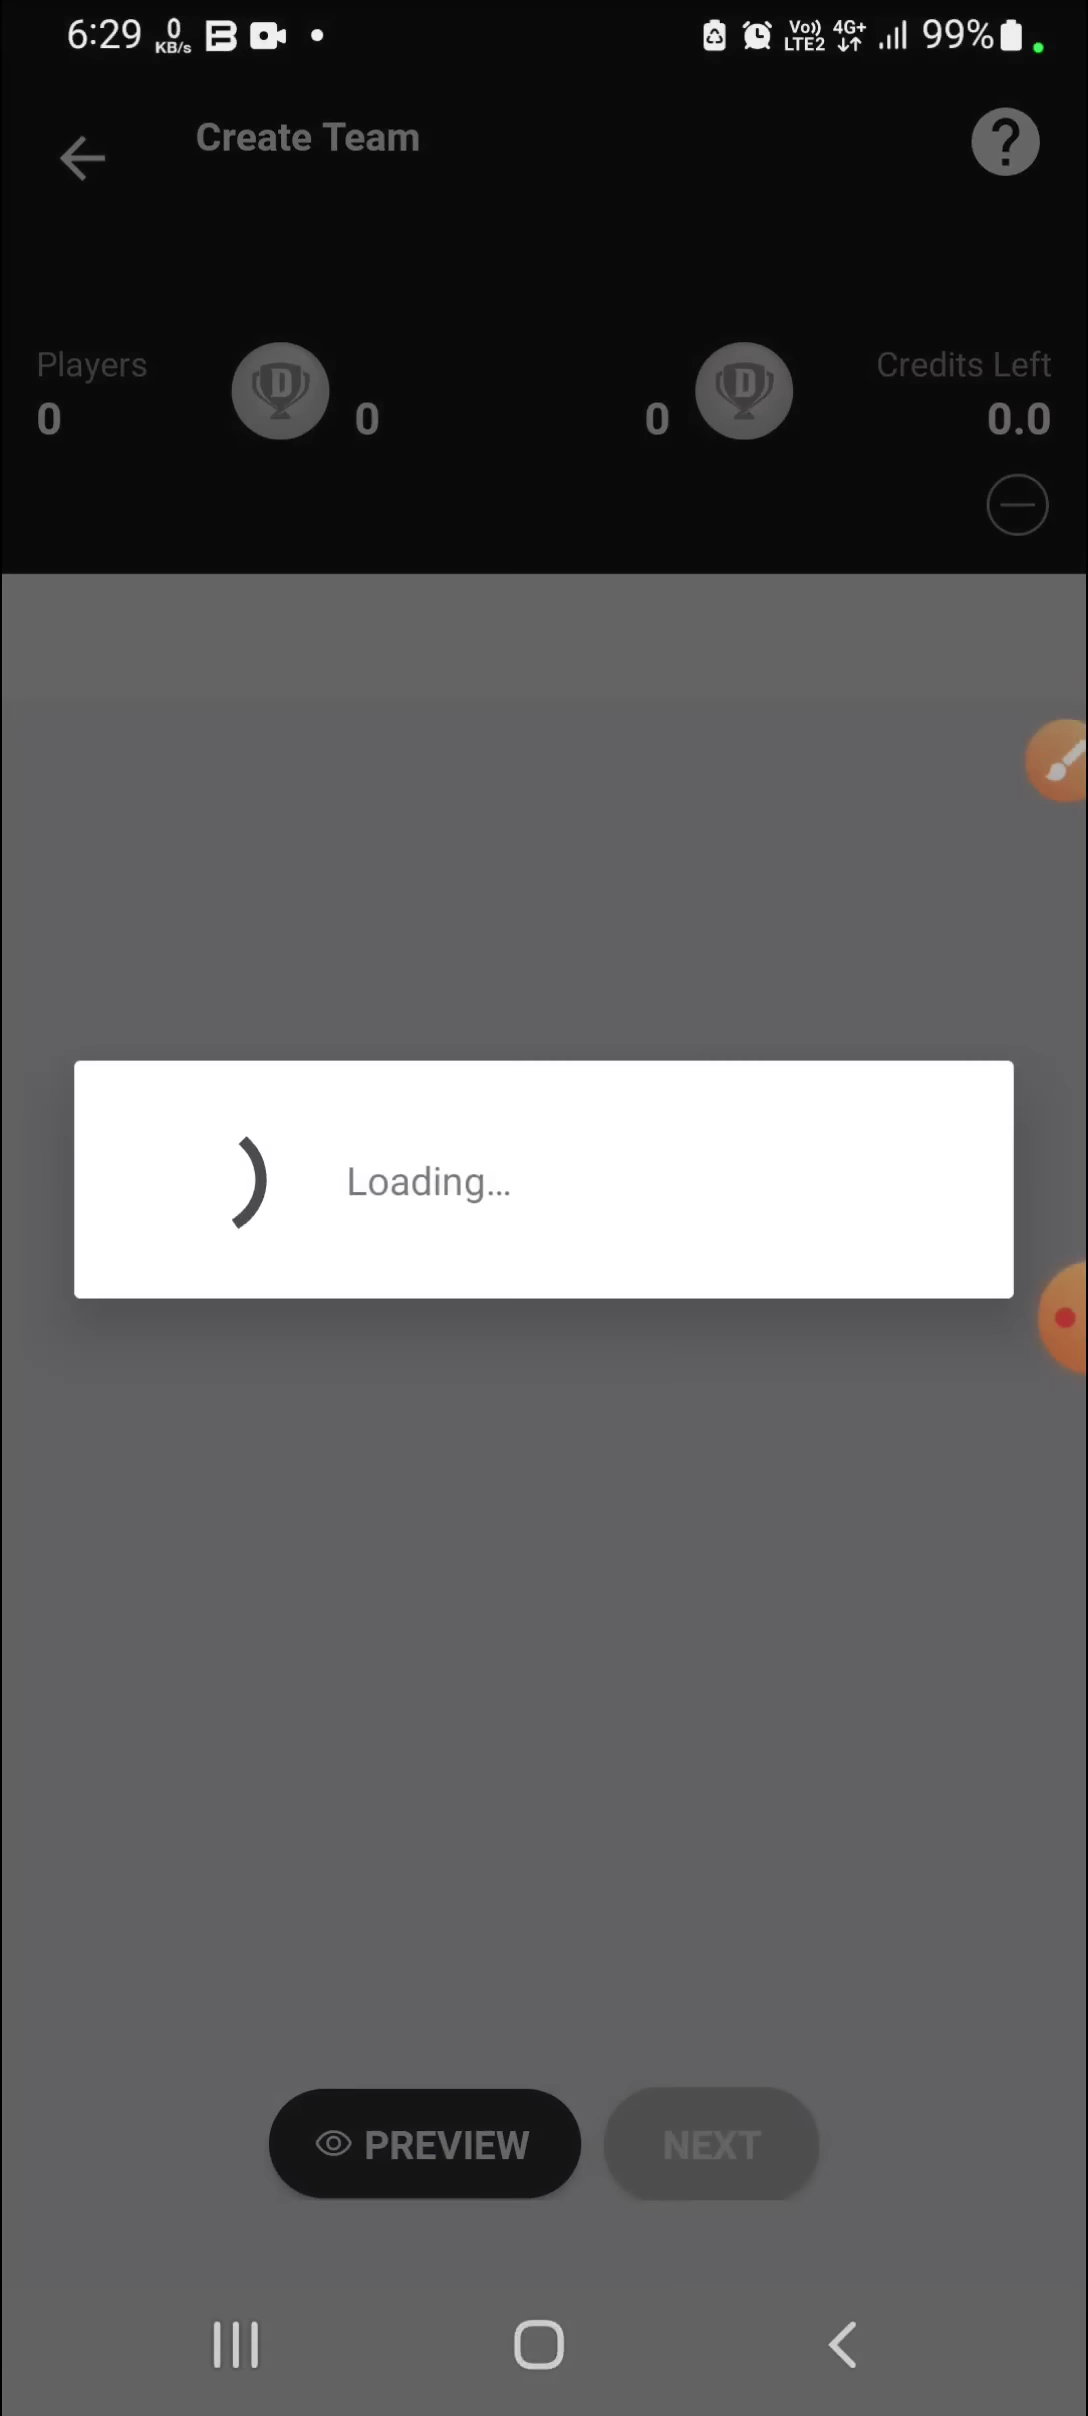 6:29 0 KB/s Vo)) LTE2 4G+ 99%
Create Team
Players
Credits Left
0 D 0 0 D 0.0
Loading...
PREVIEW NEXT